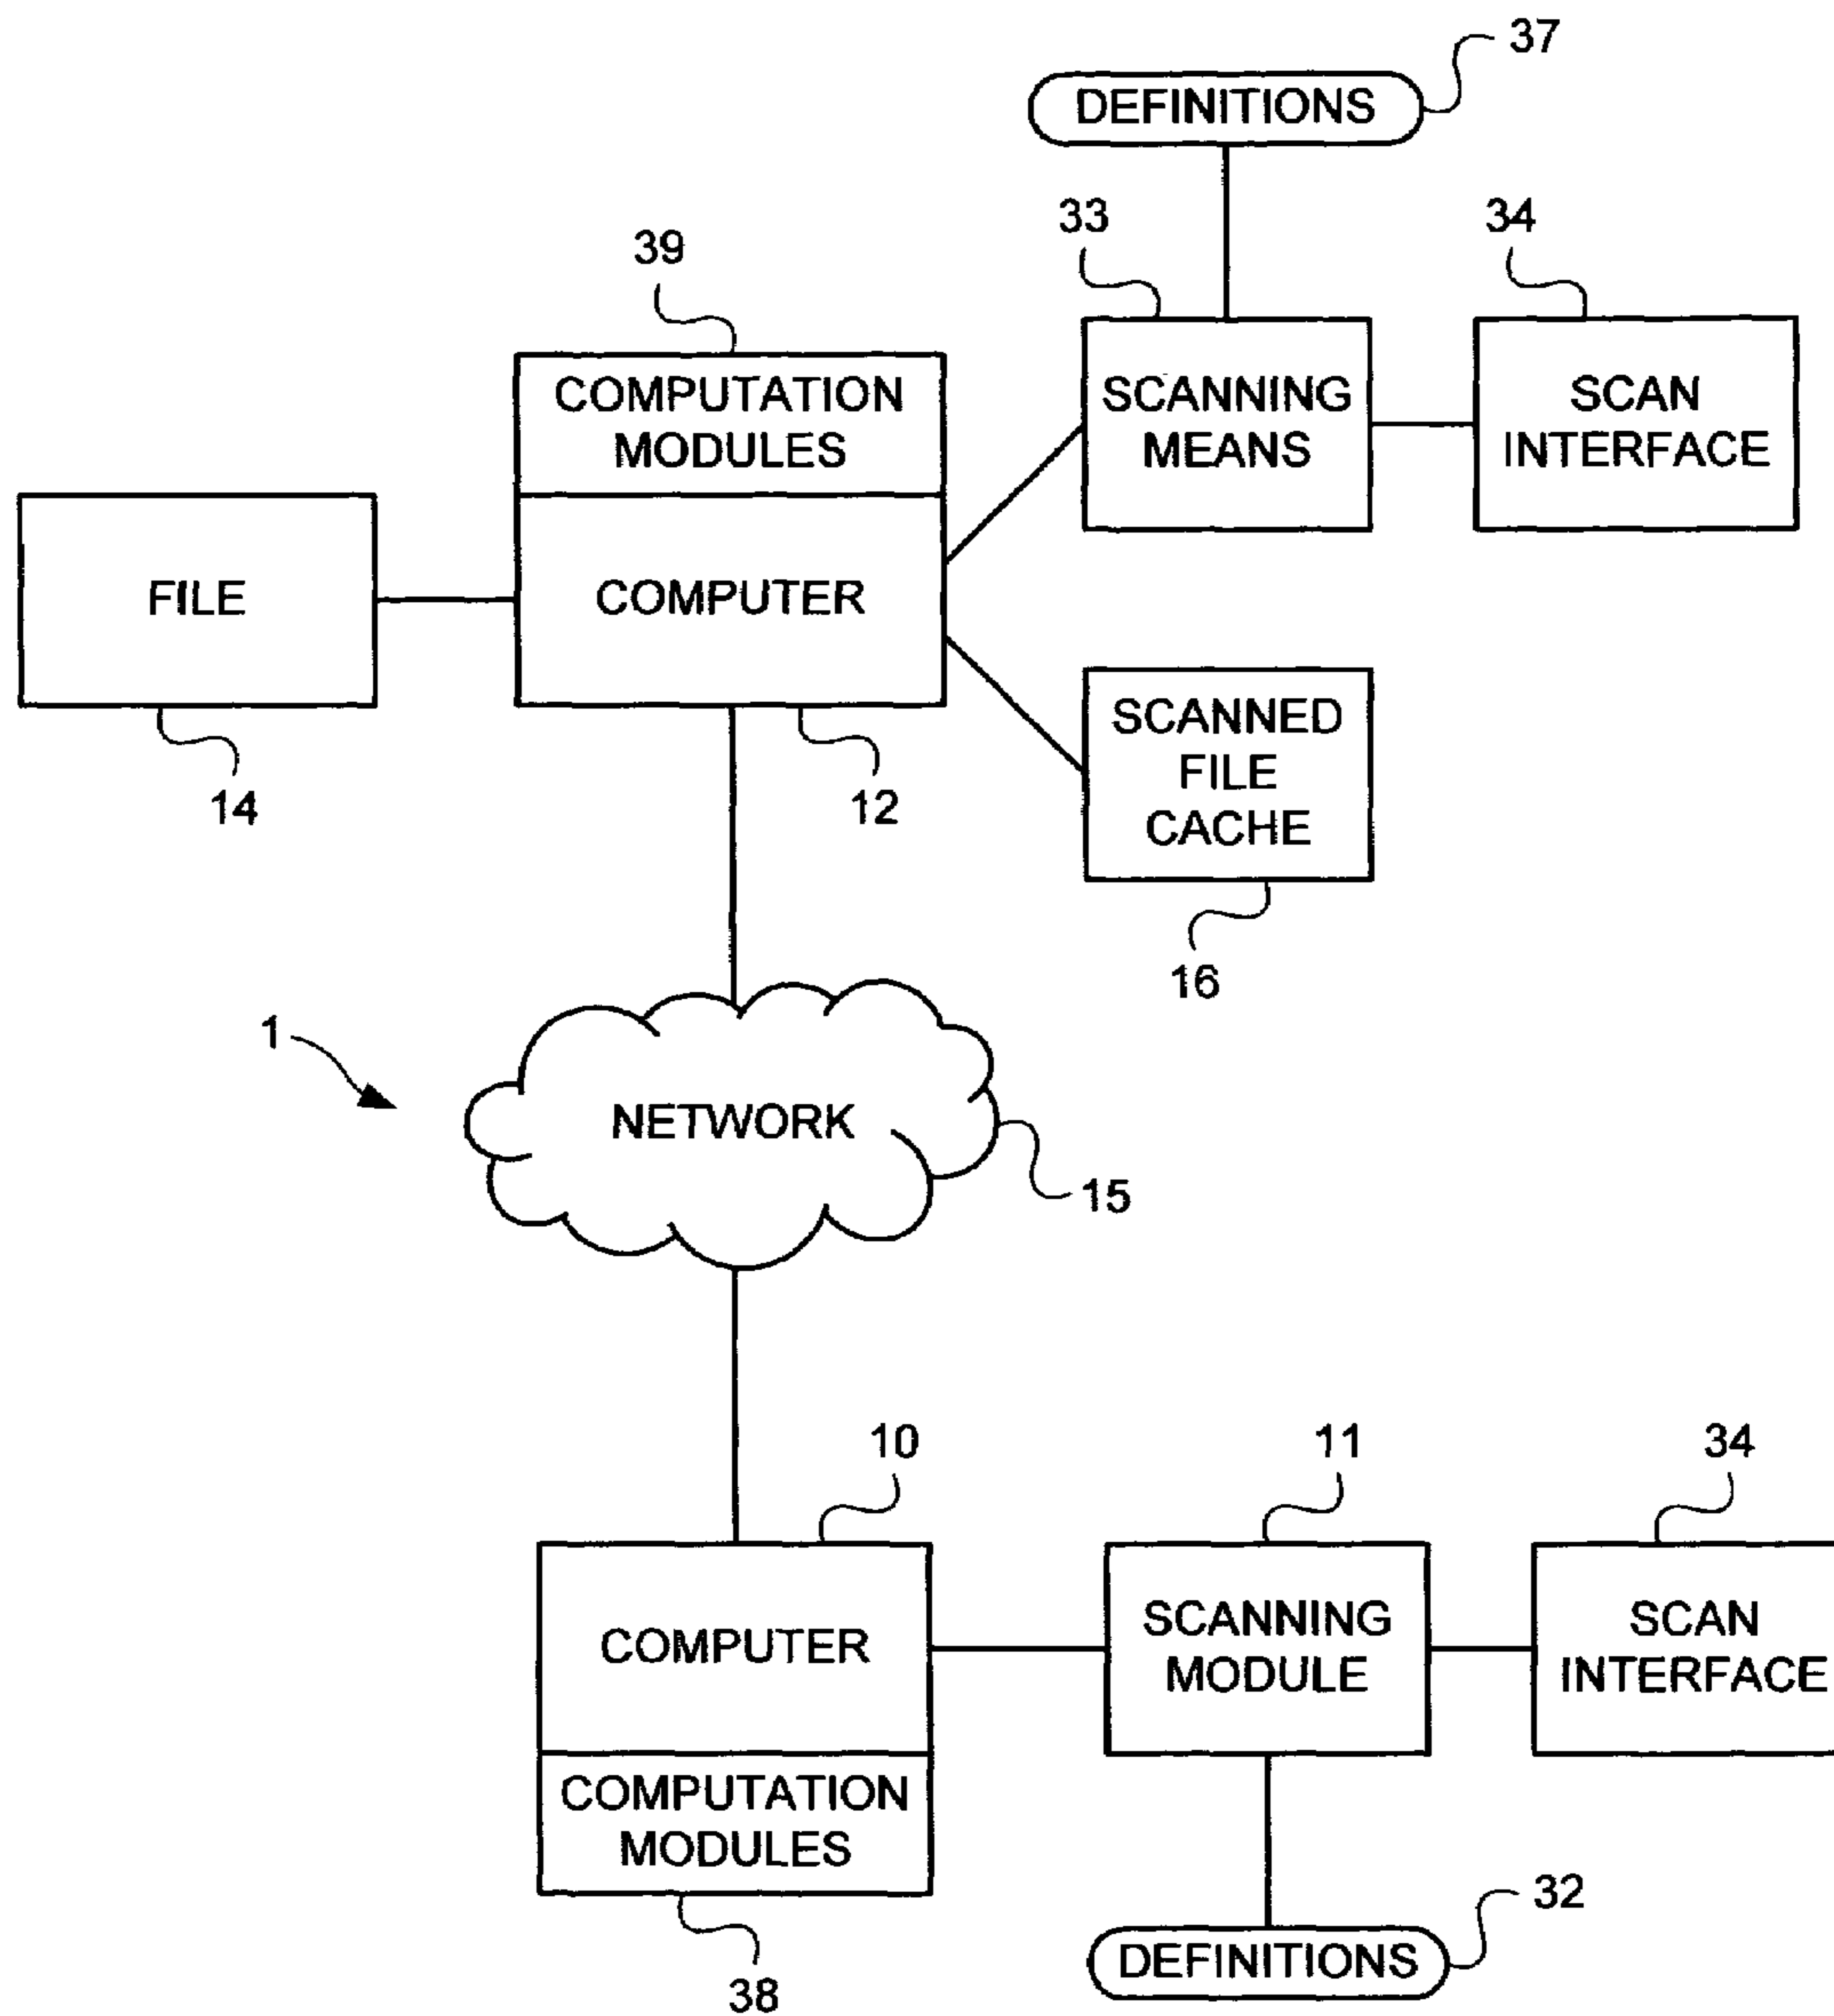 37
DEFINITIONS
33
34
39
COMPUTATION
MODULES
SCANNING
MEANS
SCAN
INTERFACE
FILE
COMPUTER
14
12
SCANNED
FILE
CACHE
16
1
NETWORK
15
10
11
34
COMPUTER
SCANNING
MODULE
SCAN
INTERFACE
COMPUTATION
MODULES
38
32
DEFINITIONS